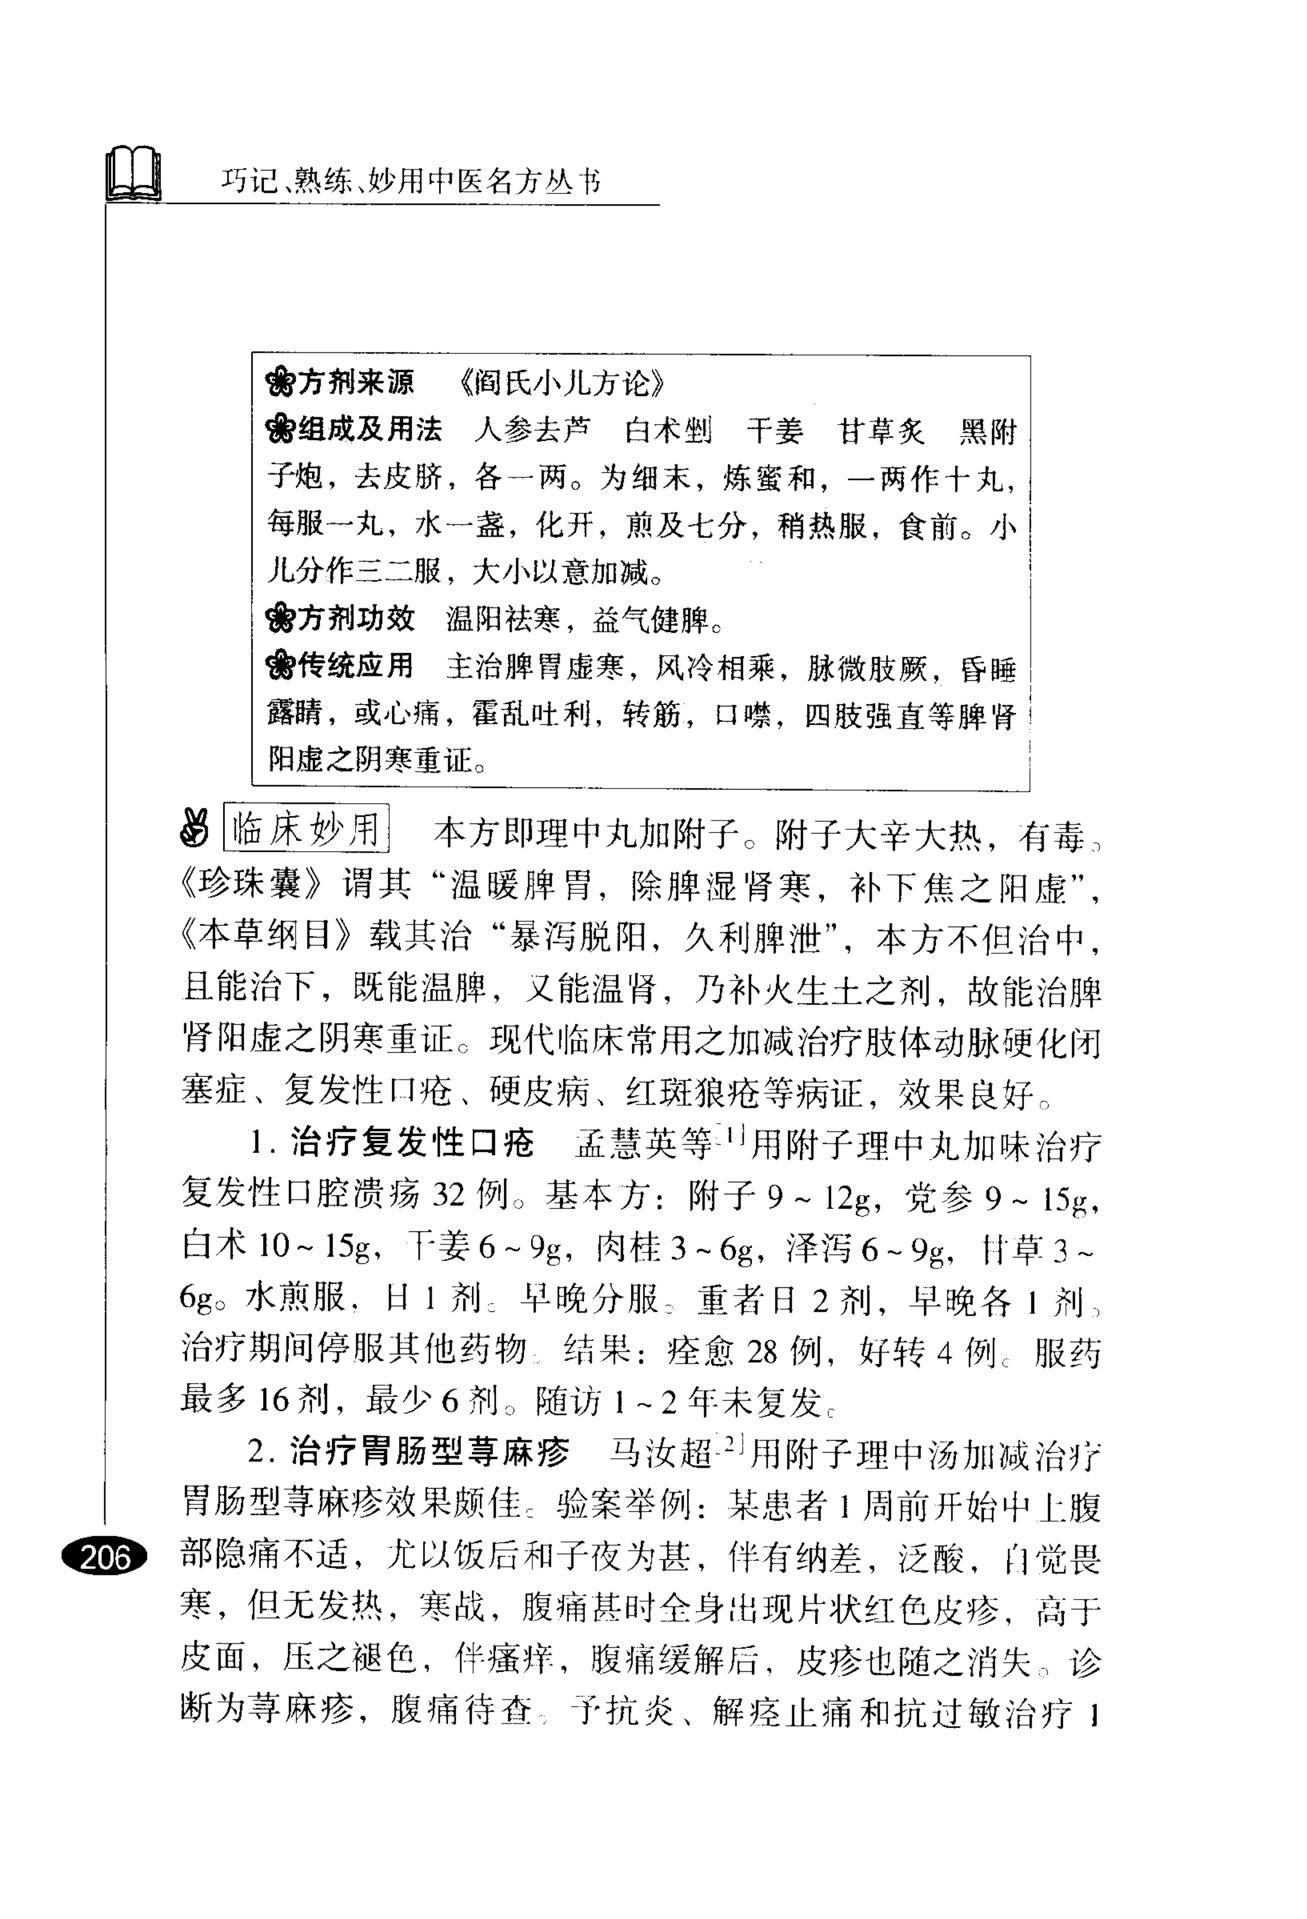 巧记、熟练、妙用中医名方丛书
方剂来源 《阎氏小儿方论》
组成及用法 人参去芦 白术剉 干姜 甘草炙 黑附
子炮，去皮脐，各一两。为细末，炼蜜和，一两作十丸，
每服一丸，水一盏，化开，煎及七分，稍热服，食前。小
儿分作三二服，大小以意加减。
方剂功效 温阳祛寒，益气健脾。
传统应用 主治脾胃虚寒，风冷相乘，脉微肢厥，昏睡
露睛，或心痛，霍乱吐利，转筋，口噤，四肢强直等脾肾
阳虚之阴寒重证。
临床妙用 本方即理中丸加附子。附子大辛大热，有毒。
《珍珠囊》谓其“温暖脾胃，除脾湿肾寒，补下焦之阳虚”，
《本草纲目》载其治“暴泻脱阳，久利脾泄”，本方不但治中，
且能治下，既能温脾，又能温肾，乃补火生土之剂，故能治脾
肾阳虚之阴寒重证。现代临床常用之加减治疗肢体动脉硬化闭
塞症、复发性口疮、硬皮病、红斑狼疮等病证，效果良好。
1. 治疗复发性口疮 孟慧英等[1]用附子理中丸加味治疗
复发性口腔溃疡 32 例。基本方：附子 9～12g，党参 9～15g，
白术 10～15g，干姜 6～9g，肉桂 3～6g，泽泻 6～9g，甘草 3～
6g。水煎服，日 1 剂。早晚分服。重者日 2 剂，早晚各 1 剂。
治疗期间停服其他药物。结果：痊愈 28 例，好转 4 例。服药
最多 16 剂，最少 6 剂。随访 1～2 年未复发。
2. 治疗胃肠型荨麻疹 马汝超[2]用附子理中汤加减治疗
胃肠型荨麻疹效果颇佳。验案举例：某患者 1 周前开始中上腹
部隐痛不适，尤以饭后和子夜为甚，伴有纳差，泛酸，自觉畏
寒，但无发热，寒战，腹痛甚时全身出现片状红色皮疹，高于
皮面，压之褪色，伴瘙痒，腹痛缓解后，皮疹也随之消失。诊
断为荨麻疹，腹痛待查。予抗炎、解痉止痛和抗过敏治疗 1
206